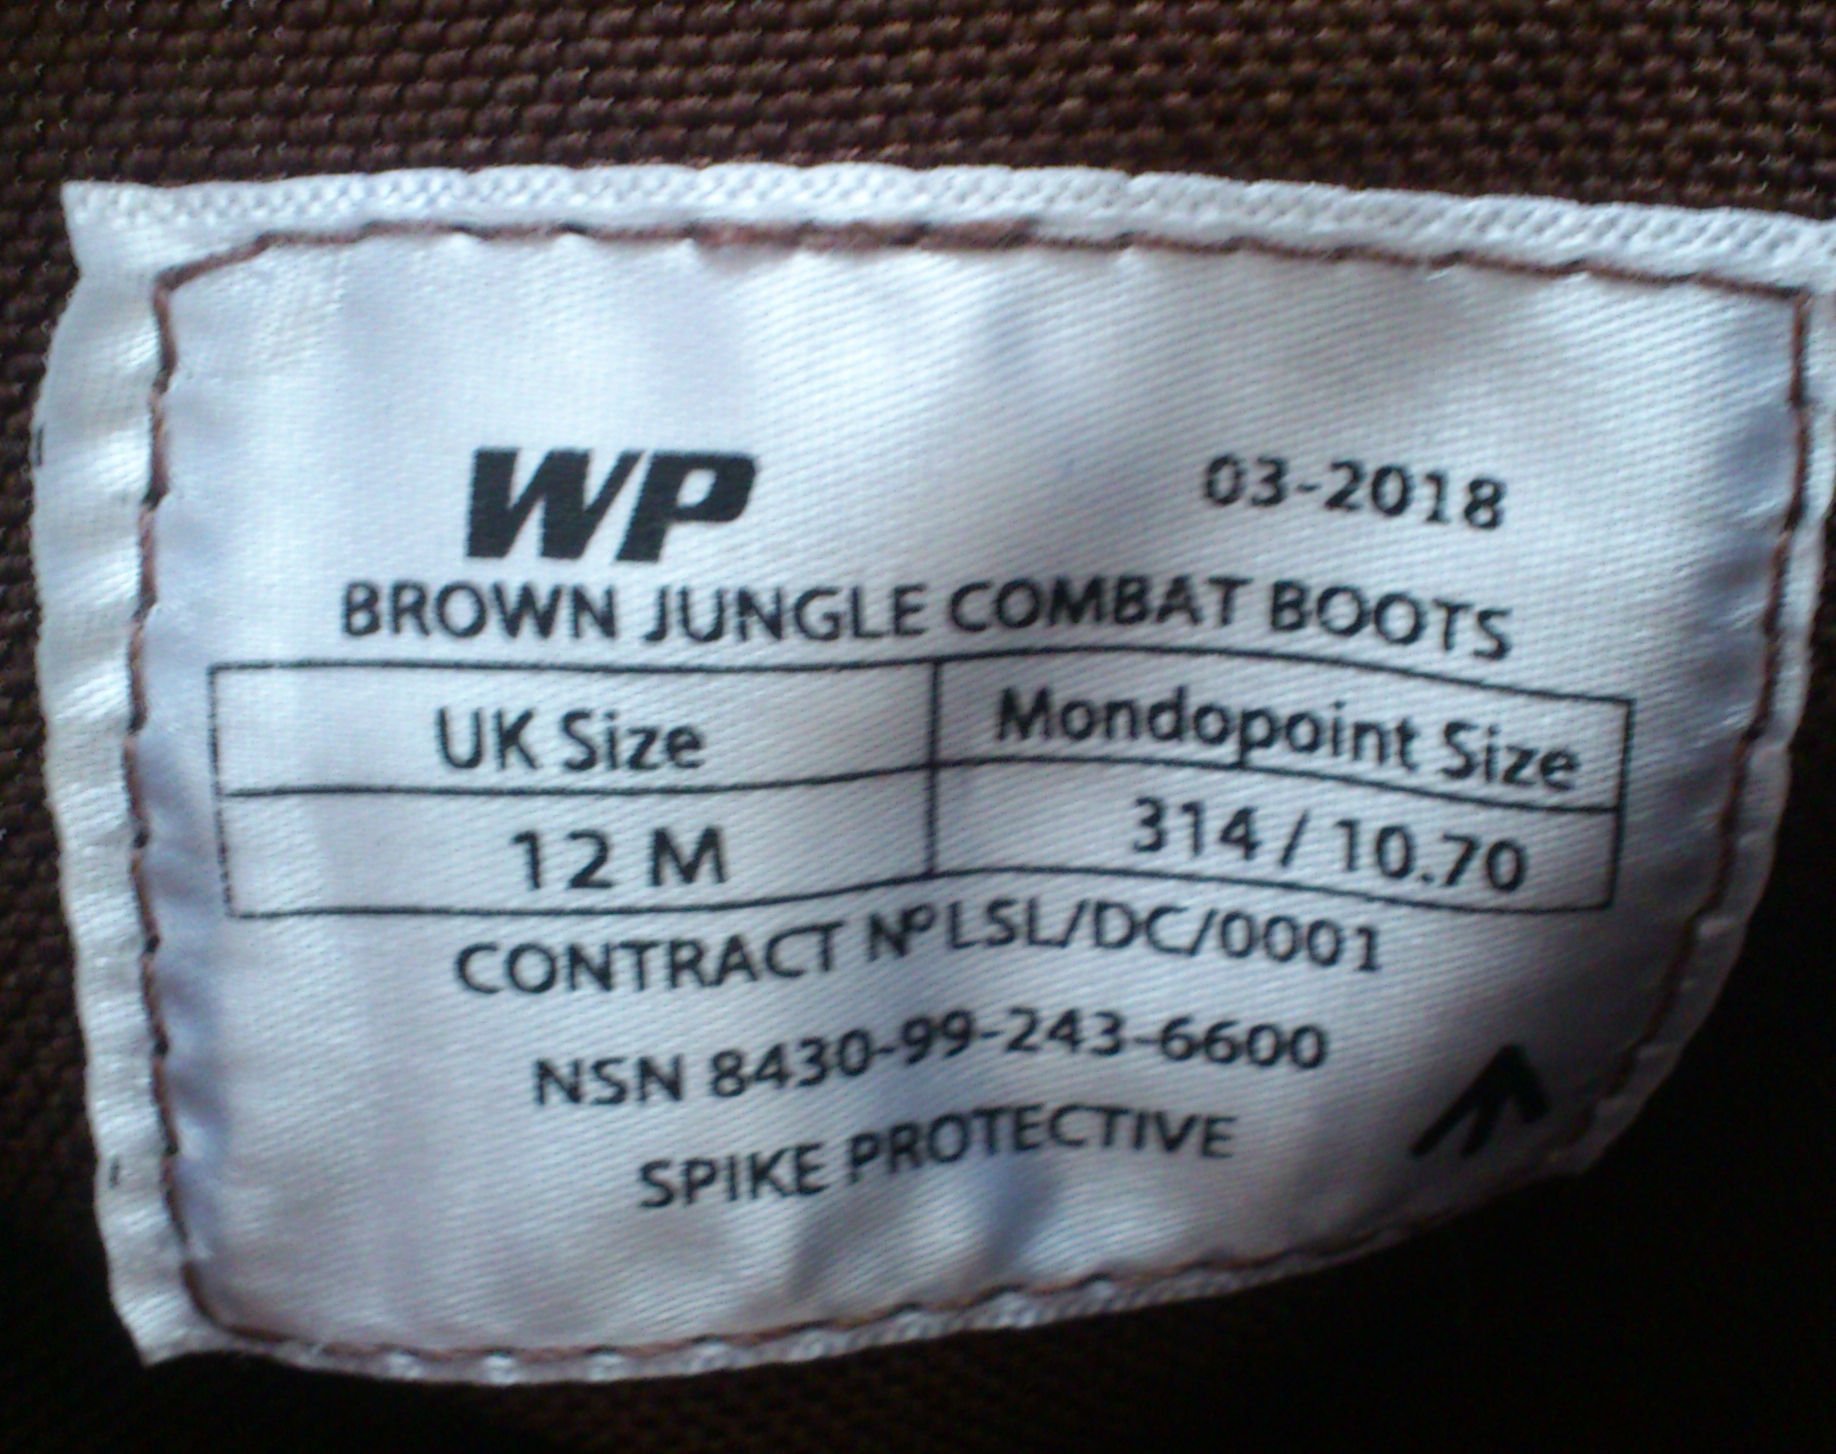 WP 03-2018
BROWN JUNGLE COMBAT BOOTS
UK Size Mondopoint Size
12 M 314 / 10.70
CONTRACT Nº LSL/DC/0001
NSN 8430-99-243-6600
SPIKE PROTECTIVE